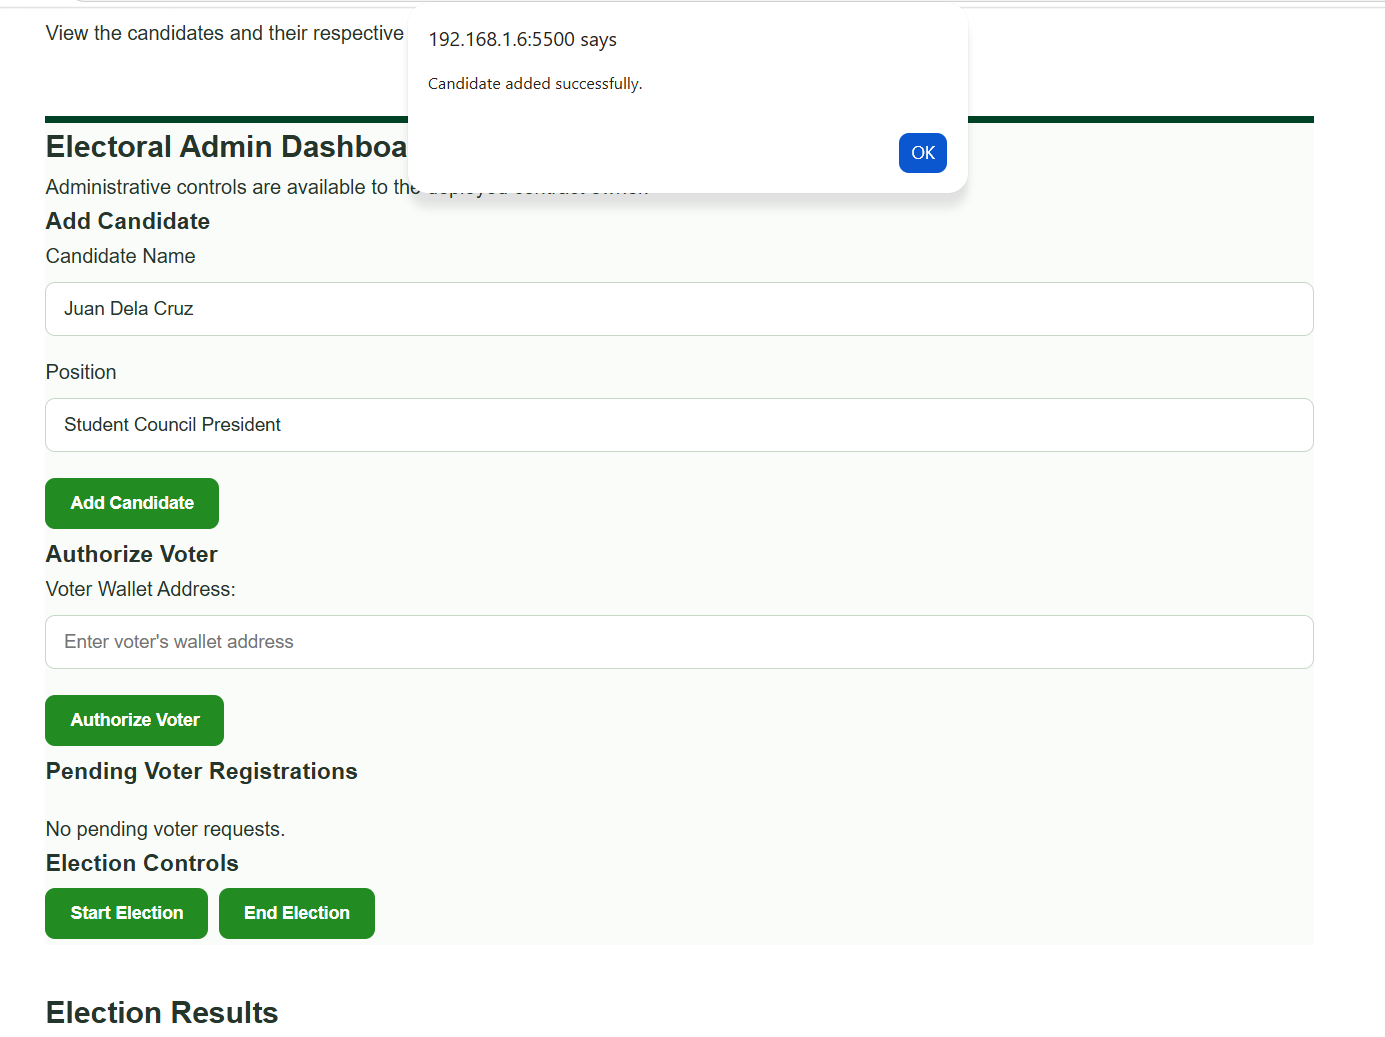 View the candidates and their respective
192.168.1.6:5500 says
Candidate added successfully.
OK
Electoral Admin Dashboa
Administrative controls are available to the deployed contract owner.
Add Candidate
Candidate Name
Juan Dela Cruz
Position
Student Council President
Add Candidate
Authorize Voter
Voter Wallet Address:
Enter voter's wallet address
Authorize Voter
Pending Voter Registrations
No pending voter requests.
Election Controls
Start Election
End Election
Election Results